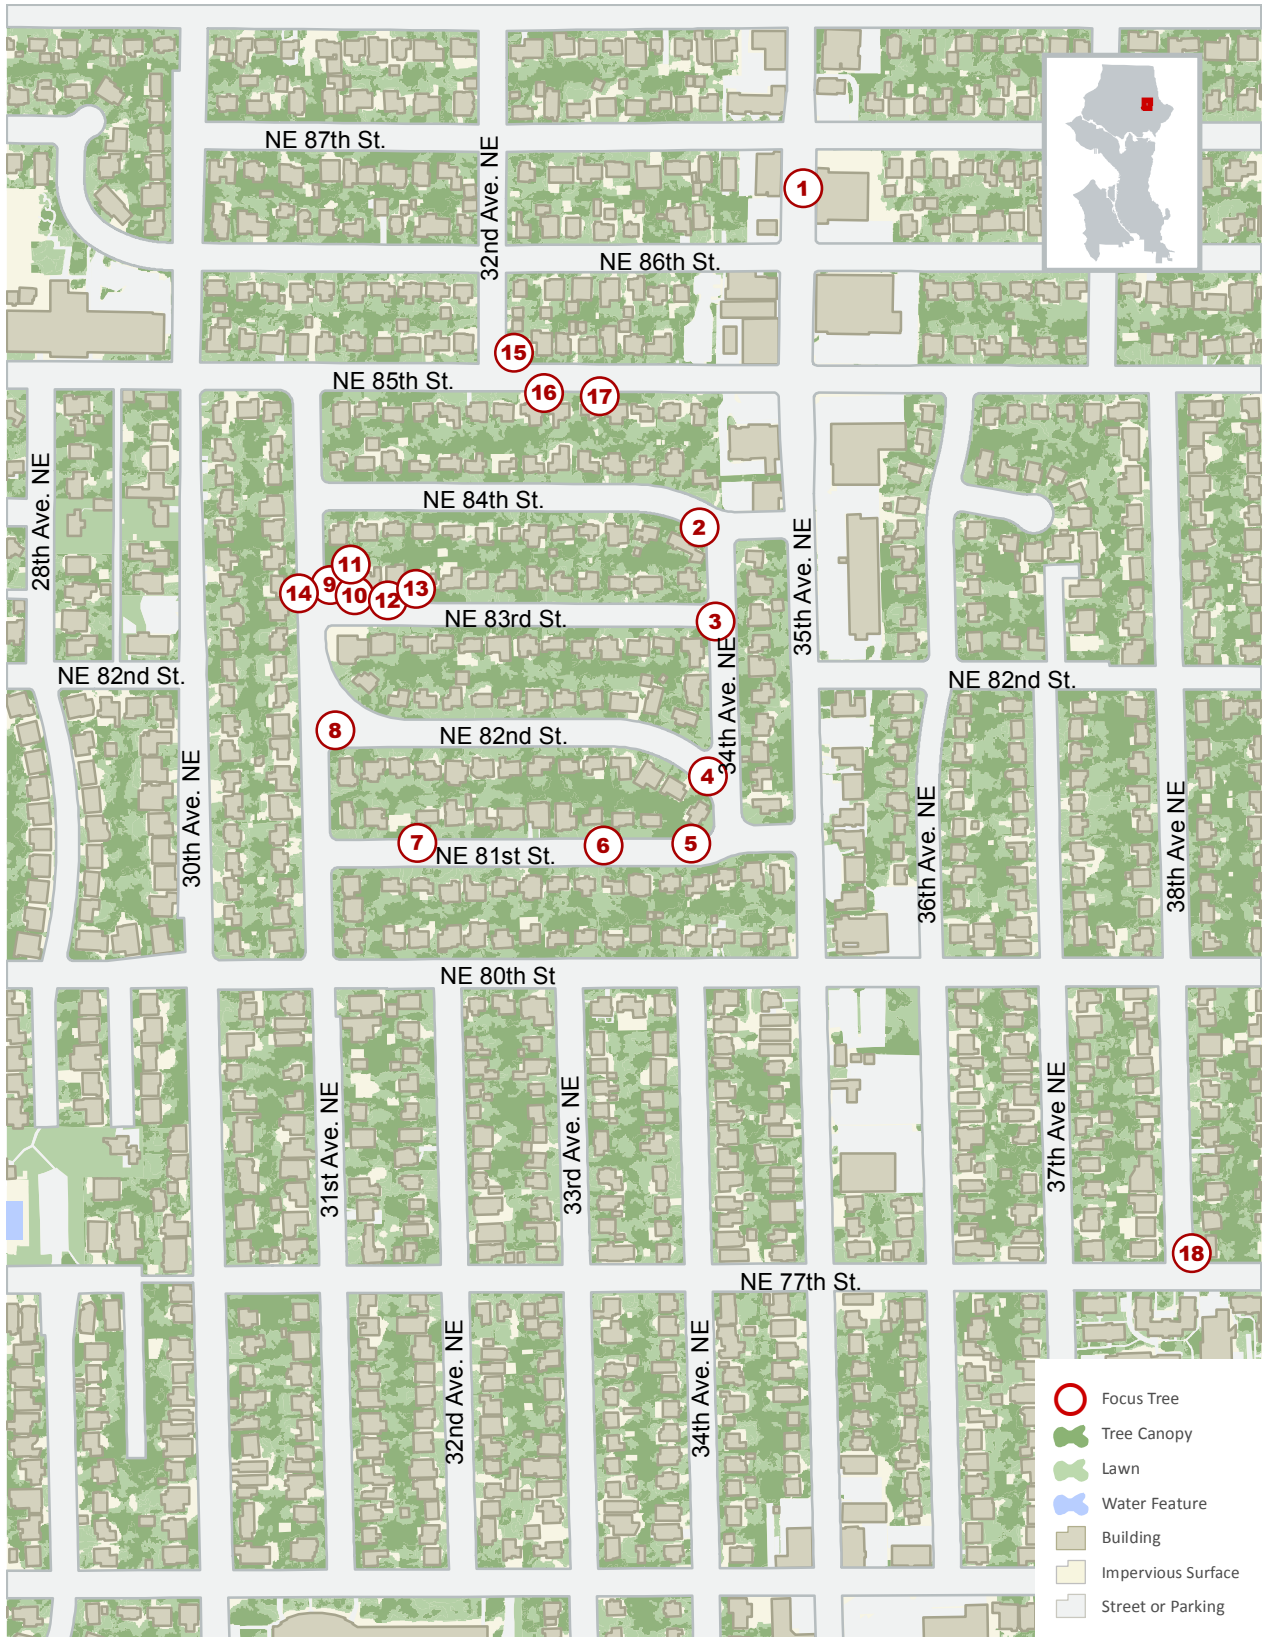 NE 87th St.
32nd Ave. NE
1
NE 86th St.
15
NE 85th St.
16
17
28th Ave. NE
NE 84th St.
2
35th Ave. NE
11
9
14
10
12
13
NE 83rd St.
3
34th Ave. NE
NE 82nd St.
NE 82nd St.
8
NE 82nd St.
4
30th Ave. NE
36th Ave. NE
38th Ave NE
7
6
5
NE 81st St.
NE 80th St
31st Ave. NE
33rd Ave. NE
37th Ave NE
18
NE 77th St.
32nd Ave. NE
34th Ave. NE
Focus Tree
Tree Canopy
Lawn
Water Feature
Building
Impervious Surface
Street or Parking